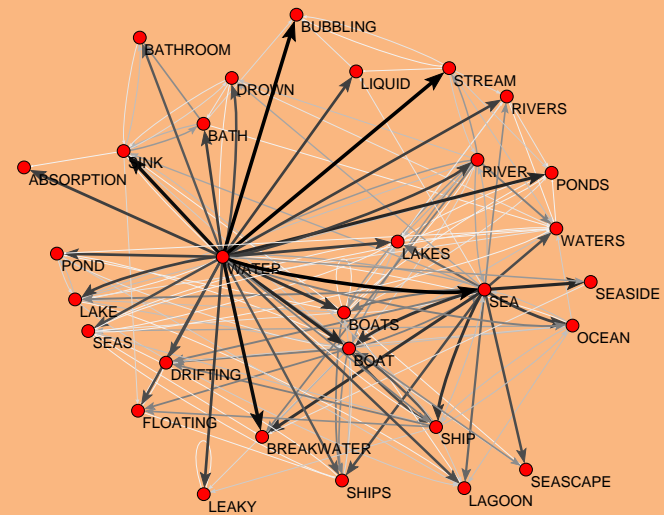 BUBBLING
BATHROOM
LIQUID
STREAM
DROWN
RIVERS
BATH
SINK
RIVER
ABSORPTION
PONDS
WATERS
LAKES
POND
WATER
SEASIDE
SEA
LAKE
BOATS
OCEAN
SEAS
BOAT
DRIFTING
FLOATING
SHIP
BREAKWATER
SEASCAPE
SHIPS
LAGOON
LEAKY